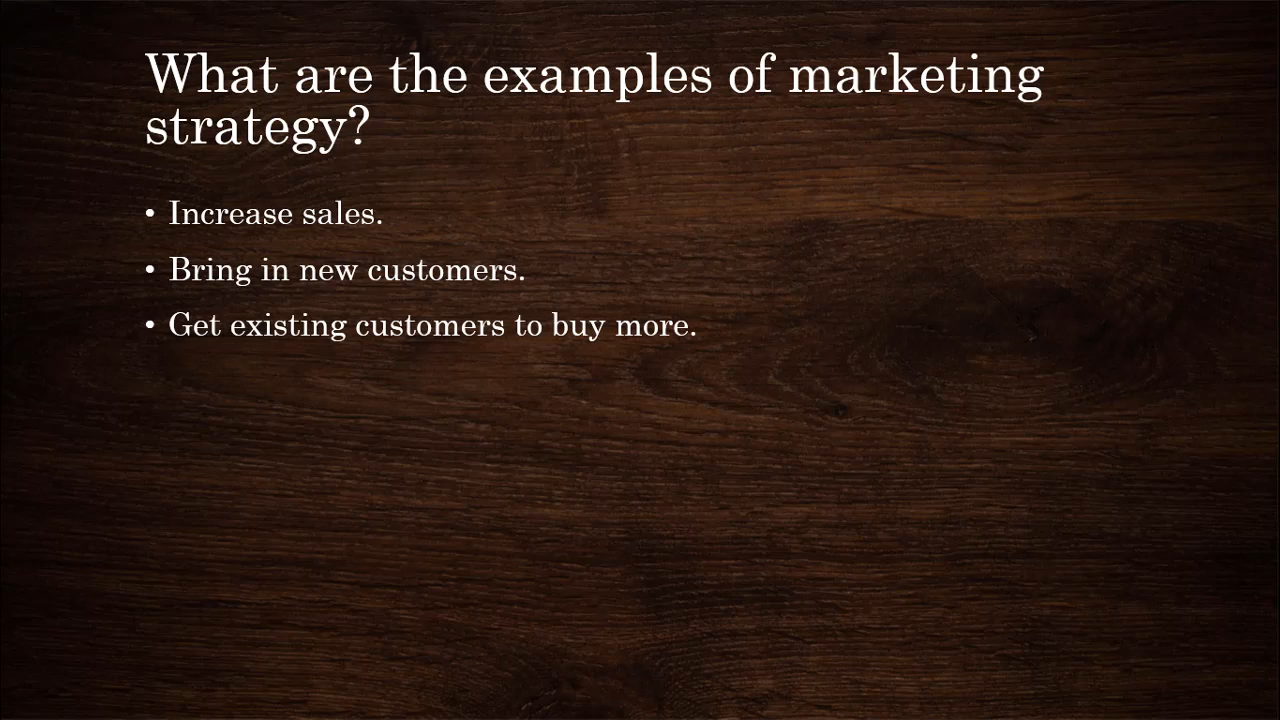 What are the examples of marketing
strategy?
• Increase sales.
• Bring in new customers.
• Get existing customers to buy more.